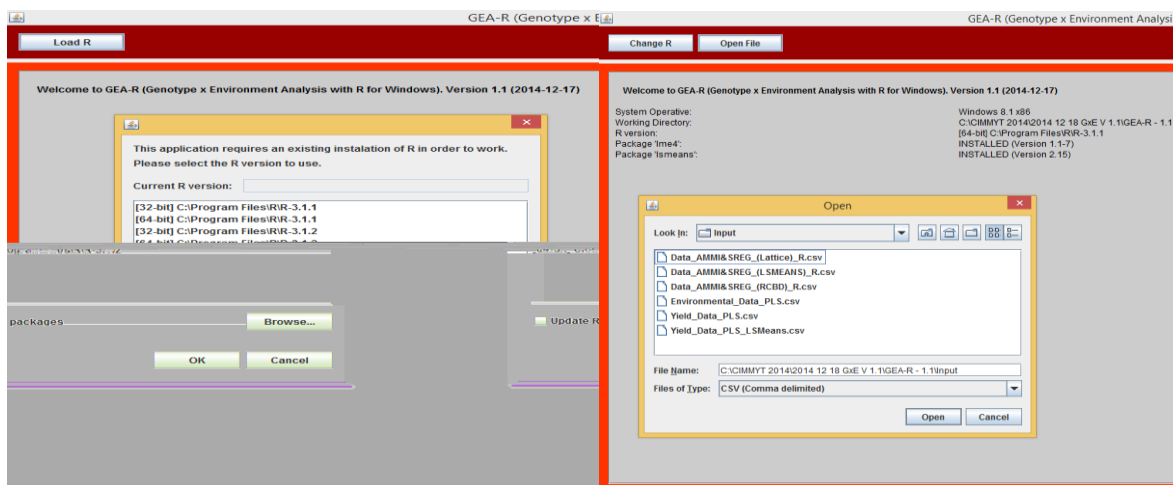 GEA-R (Genotype x E
Load R
Welcome to GEA-R (Genotype x Environment Analysis with R for Windows). Version 1.1 (2014-12-17)
This application requires an existing instalation of R in order to work.
Please select the R version to use.
Current R version:
[32-bit] C:\Program Files\R\R-3.1.1
[64-bit] C:\Program Files\R\R-3.1.1
[32-bit] C:\Program Files\R\R-3.1.2
packages
Browse...
Update R
OK
Cancel
GEA-R (Genotype x Environment Analysi
Change R
Open File
Welcome to GEA-R (Genotype x Environment Analysis with R for Windows). Version 1.1 (2014-12-17)
System Operative: Windows 8.1 x86
Working Directory: C:\CIMMYT 2014\2014 12 18 GxE V 1.1\GEA-R - 1.1
R version: [64-bit] C:\Program Files\R\R-3.1.1
Package 'lme4': INSTALLED (Version 1.1-7)
Package 'lsmeans': INSTALLED (Version 2.15)
Open
Look In: Input
Data_AMMI&SREG_(Lattice)_R.csv
Data_AMMI&SREG_(LSMEANS)_R.csv
Data_AMMI&SREG_(RCBD)_R.csv
Environmental_Data_PLS.csv
Yield_Data_PLS.csv
Yield_Data_PLS_LSMeans.csv
File Name: C:\CIMMYT 2014\2014 12 18 GxE V 1.1\GEA-R - 1.1\Input
Files of Type: CSV (Comma delimited)
Open
Cancel